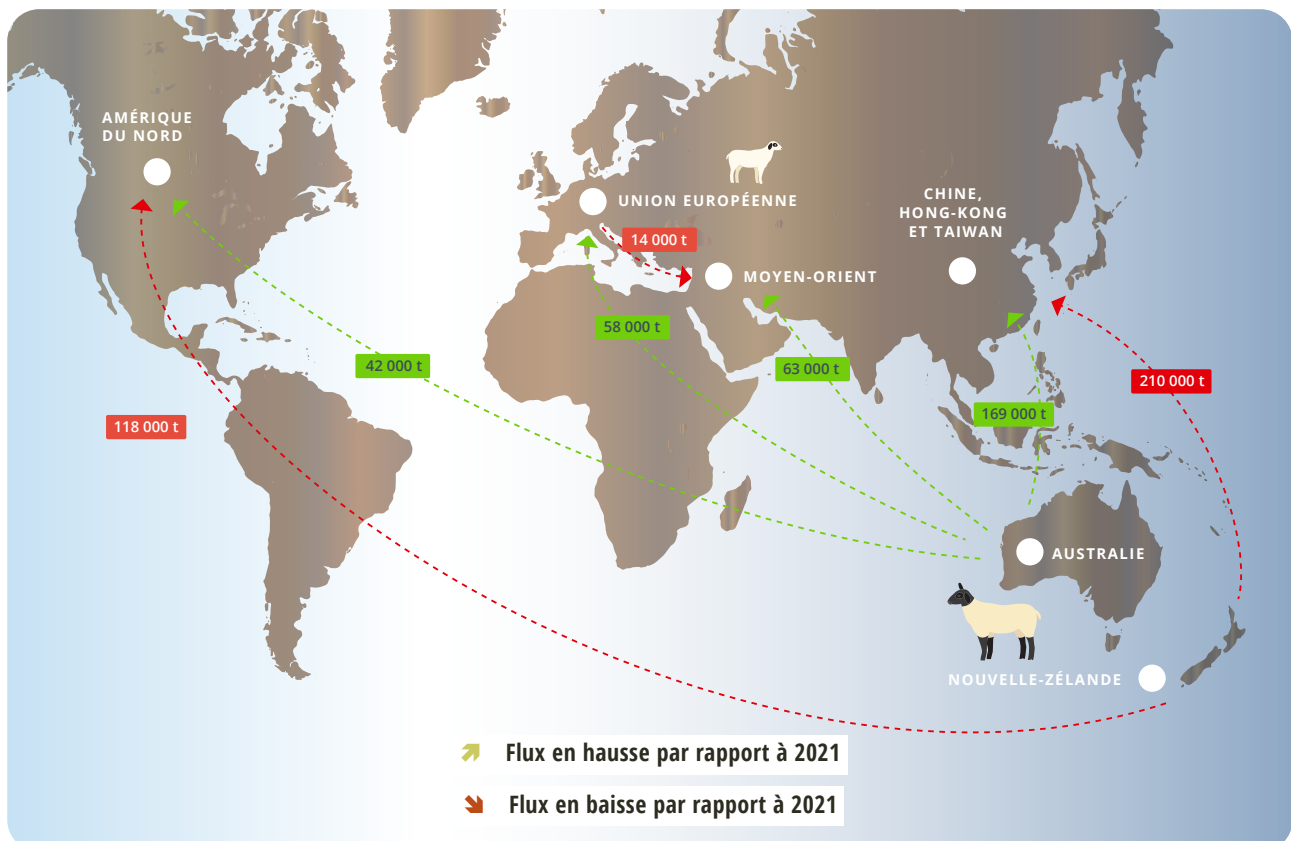 AMÉRIQUE
DU NORD
UNION EUROPÉENNE
CHINE,
HONG-KONG
ET TAIWAN
14 000 t
MOYEN-ORIENT
58 000 t
42 000 t
63 000 t
210 000 t
169 000 t
118 000 t
AUSTRALIE
NOUVELLE-ZÉLANDE
Flux en hausse par rapport à 2021
Flux en baisse par rapport à 2021